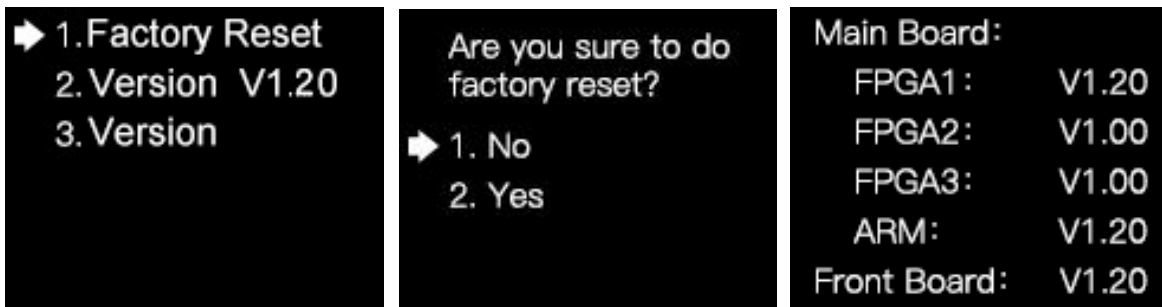 1. Factory Reset
2. Version V1.20
3. Version
Are you sure to do
factory reset?
1. No
2. Yes
Main Board:
FPGA1: V1.20
FPGA2: V1.00
FPGA3: V1.00
ARM: V1.20
Front Board: V1.20